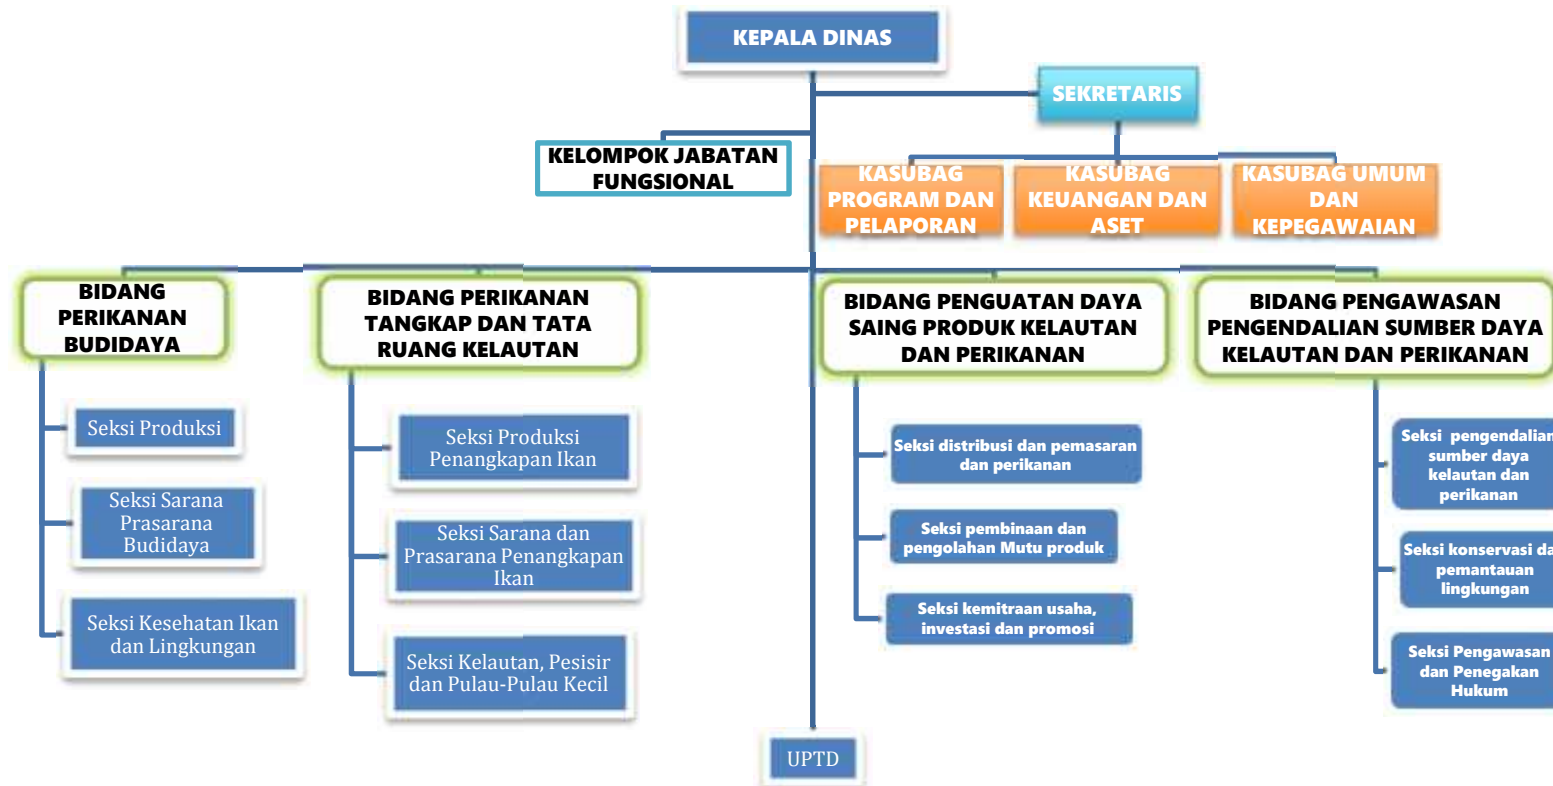 KEPALA DINAS
SEKRETARIS
KELOMPOK JABATAN
FUNGSIONAL
KASUBAG
PROGRAM DAN
PELAPORAN
KASUBAG
KEUANGAN DAN
ASET
KASUBAG UMUM
DAN
KEPEGAWAIAN
BIDANG
PERIKANAN
BUDIDAYA
BIDANG PERIKANAN
TANGKAP DAN TATA
RUANG KELAUTAN
BIDANG PENGUATAN DAYA
SAING PRODUK KELAUTAN
DAN PERIKANAN
BIDANG PENGAWASAN
PENGENDALIAN SUMBER DAYA
KELAUTAN DAN PERIKANAN
Seksi Produksi
Seksi Sarana
Prasarana
Budidaya
Seksi Kesehatan Ikan
dan Lingkungan
Seksi Produksi
Penangkapan Ikan
Seksi Sarana dan
Prasarana Penangkapan
Ikan
Seksi Kelautan, Pesisir
dan Pulau-Pulau Kecil
Seksi distribusi dan pemasaran
dan perikanan
Seksi pembinaan dan
pengolahan Mutu produk
Seksi kemitraan usaha,
investasi dan promosi
Seksi pengendalian
sumber daya
kelautan dan
perikanan
Seksi konservasi da
pemantauan
lingkungan
Seksi Pengawasan
dan Penegakan
Hukum
UPTD